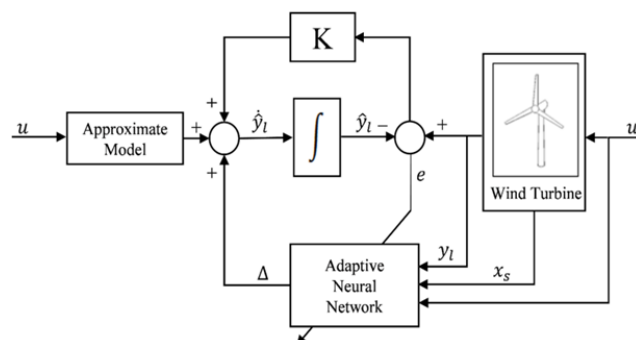 K
+
u
Approximate
Model
+
ẏ̂ₗ
∫
ŷₗ
−
+
u
Wind Turbine
+
e
Δ
Adaptive
Neural
Network
yₗ
xₛ